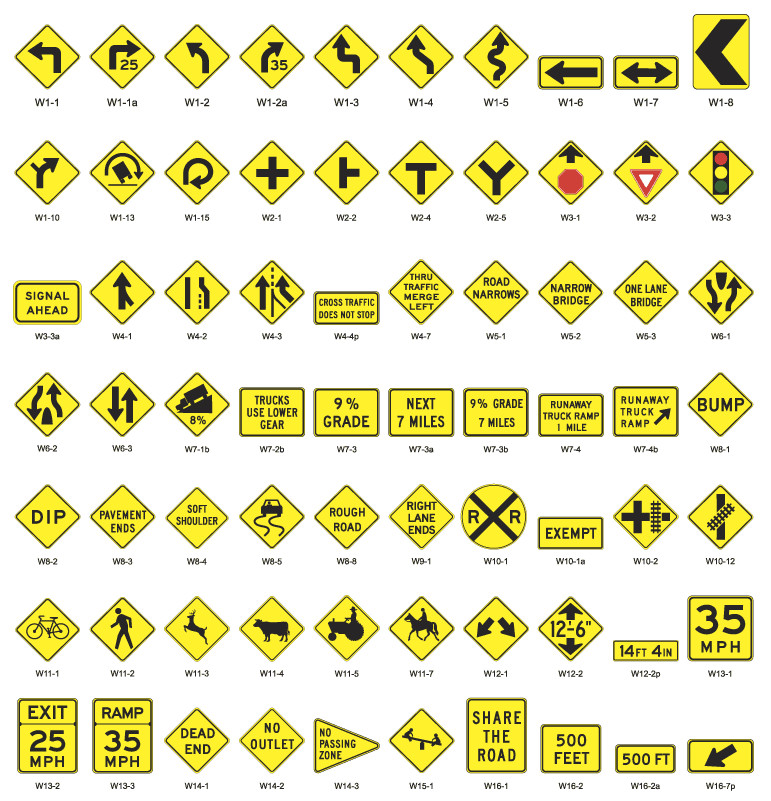 25
35
W1-1
W1-1a
W1-2
W1-2a
W1-3
W1-4
W1-5
W1-6
W1-7
W1-8
W1-10
W1-13
W1-15
W2-1
W2-2
W2-4
W2-5
W3-1
W3-2
W3-3
SIGNAL
AHEAD
CROSS TRAFFIC
DOES NOT STOP
THRU
TRAFFIC
MERGE
LEFT
ROAD
NARROWS
NARROW
BRIDGE
ONE LANE
BRIDGE
W3-3a
W4-1
W4-2
W4-3
W4-4p
W4-7
W5-1
W5-2
W5-3
W6-1
8%
TRUCKS
USE LOWER
GEAR
9%
GRADE
NEXT
7 MILES
9% GRADE
7 MILES
RUNAWAY
TRUCK RAMP
1 MILE
RUNAWAY
TRUCK
RAMP
BUMP
W6-2
W6-3
W7-1b
W7-2b
W7-3
W7-3a
W7-3b
W7-4
W7-4b
W8-1
DIP
PAVEMENT
ENDS
SOFT
SHOULDER
ROUGH
ROAD
RIGHT
LANE
ENDS
R R
EXEMPT
W8-2
W8-3
W8-4
W8-5
W8-8
W9-1
W10-1
W10-1a
W10-2
W10-12
12-6"
14 FT 4 IN
35
MPH
W11-1
W11-2
W11-3
W11-4
W11-5
W11-7
W12-1
W12-2
W12-2p
W13-1
EXIT
25
MPH
RAMP
35
MPH
DEAD
END
NO
OUTLET
NO
PASSING
ZONE
SHARE
THE
ROAD
500
FEET
500 FT
W13-2
W13-3
W14-1
W14-2
W14-3
W15-1
W16-1
W16-2
W16-2a
W16-7p